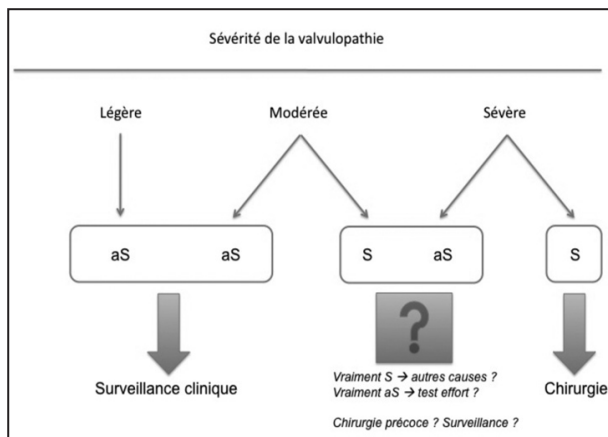 Sévérité de la valvulopathie
Légère Modérée Sévère
aS aS S aS S
?
Surveillance clinique
Vraiment S → autres causes ?
Vraiment aS → test effort ?
Chirurgie
Chirurgie précoce ? Surveillance ?